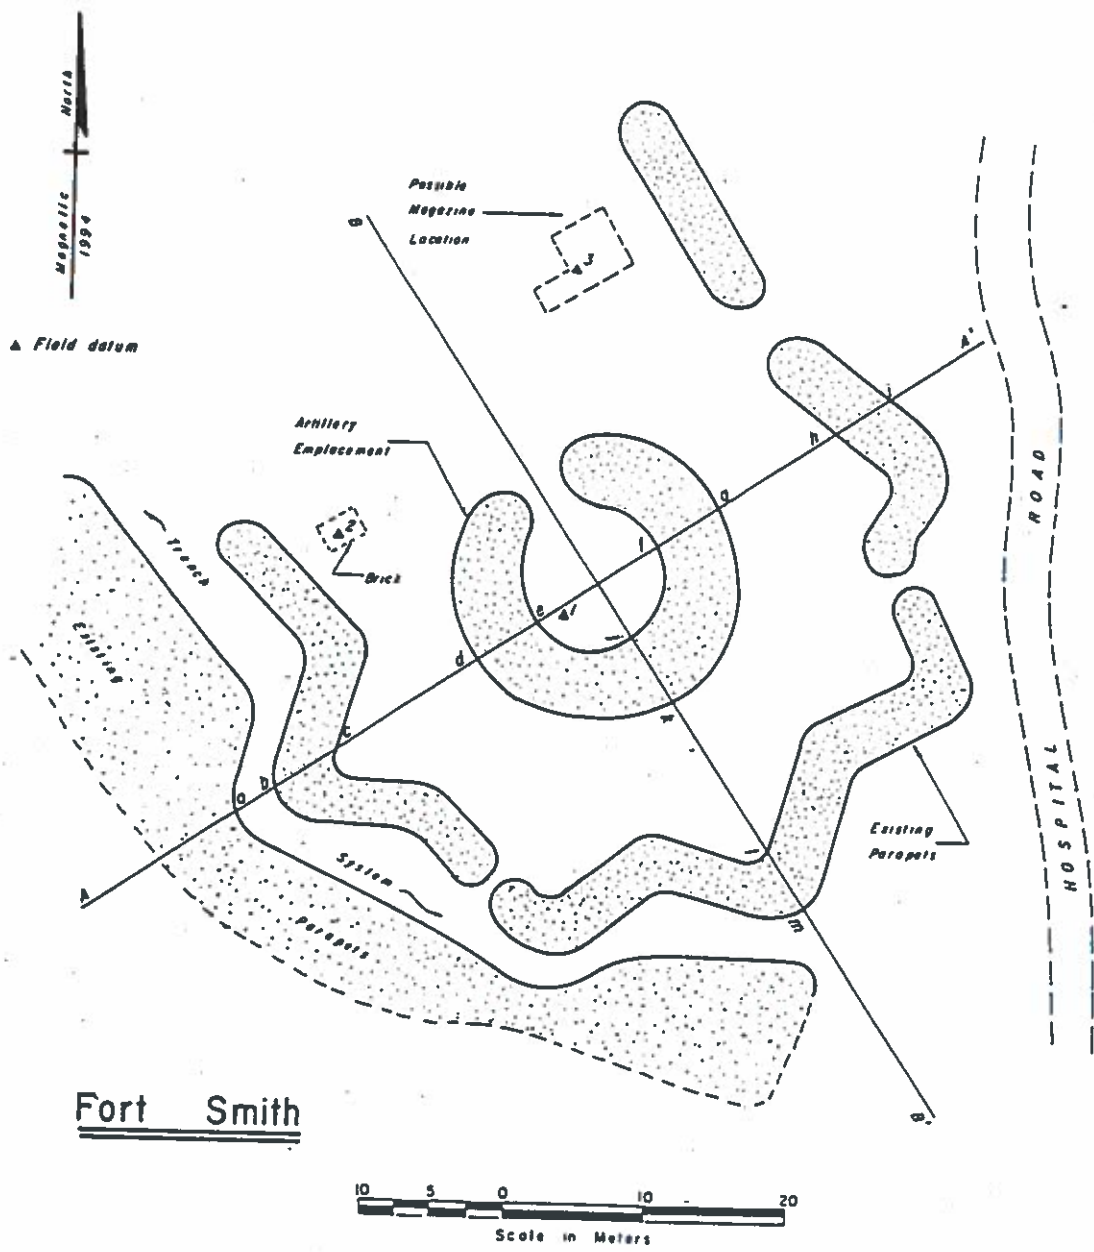 North
Magnetic
1994
▲ Field datum
Possible
Magazine
Location
B
3
A'
Artillery
Emplacement
i
h
g
f
2
Brick
Trench
Existing
e
1
d
j
k
c
b
a
A
System
Parapets
l
m
Existing
Parapets
HOSPITAL ROAD
B'
Fort Smith
10 5 0 10 20
Scale in Meters